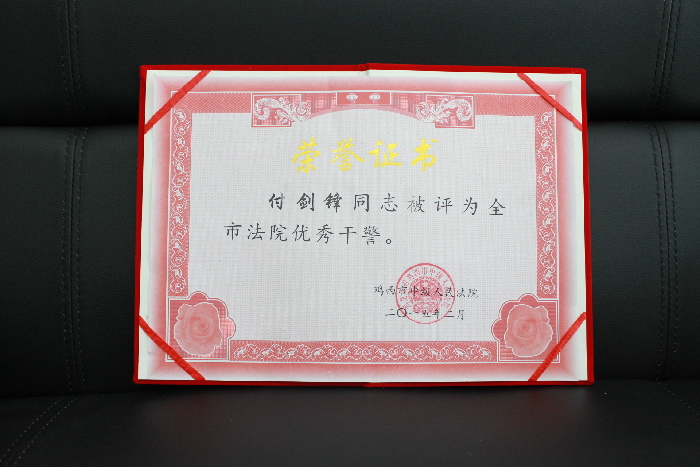 荣誉证书
付剑锋同志被评为全
市法院优秀干警。
鸡西市中级人民法院
二〇一五年二月